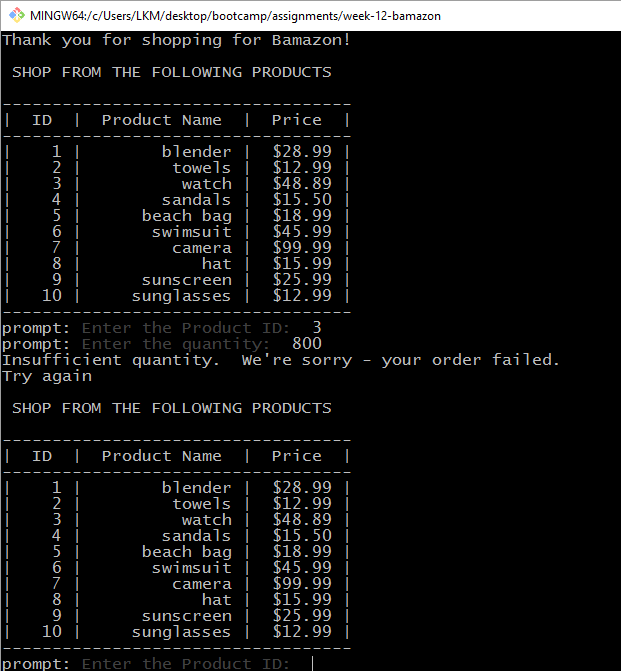 MINGW64:/c/Users/LKM/desktop/bootcamp/assignments/week-12-bamazon
Thank you for shopping for Bamazon!
SHOP FROM THE FOLLOWING PRODUCTS
-----------------------------------
|  ID  |  Product Name  |  Price  |
-----------------------------------
|    1 |        blender |  $28.99 |
|    2 |         towels |  $12.99 |
|    3 |          watch |  $48.89 |
|    4 |        sandals |  $15.50 |
|    5 |      beach bag |  $18.99 |
|    6 |       swimsuit |  $45.99 |
|    7 |         camera |  $99.99 |
|    8 |            hat |  $15.99 |
|    9 |      sunscreen |  $25.99 |
|   10 |     sunglasses |  $12.99 |
-----------------------------------
prompt: Enter the Product ID:  3
prompt: Enter the quantity:  800
Insufficient quantity.  We're sorry - your order failed.
Try again
SHOP FROM THE FOLLOWING PRODUCTS
-----------------------------------
|  ID  |  Product Name  |  Price  |
-----------------------------------
|    1 |        blender |  $28.99 |
|    2 |         towels |  $12.99 |
|    3 |          watch |  $48.89 |
|    4 |        sandals |  $15.50 |
|    5 |      beach bag |  $18.99 |
|    6 |       swimsuit |  $45.99 |
|    7 |         camera |  $99.99 |
|    8 |            hat |  $15.99 |
|    9 |      sunscreen |  $25.99 |
|   10 |     sunglasses |  $12.99 |
-----------------------------------
prompt: Enter the Product ID: